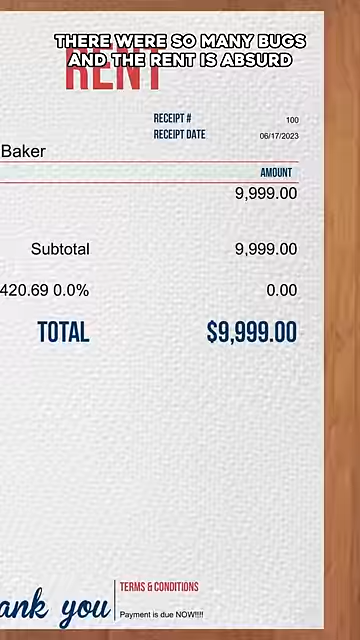 THERE WERE SO MANY BUGS
AND THE RENT IS ABSURD
RENT
RECEIPT # 100
RECEIPT DATE 06/17/2023
Baker
AMOUNT
9,999.00
Subtotal 9,999.00
420.69 0.0% 0.00
TOTAL $9,999.00
ank you
TERMS & CONDITIONS
Payment is due NOW!!!!